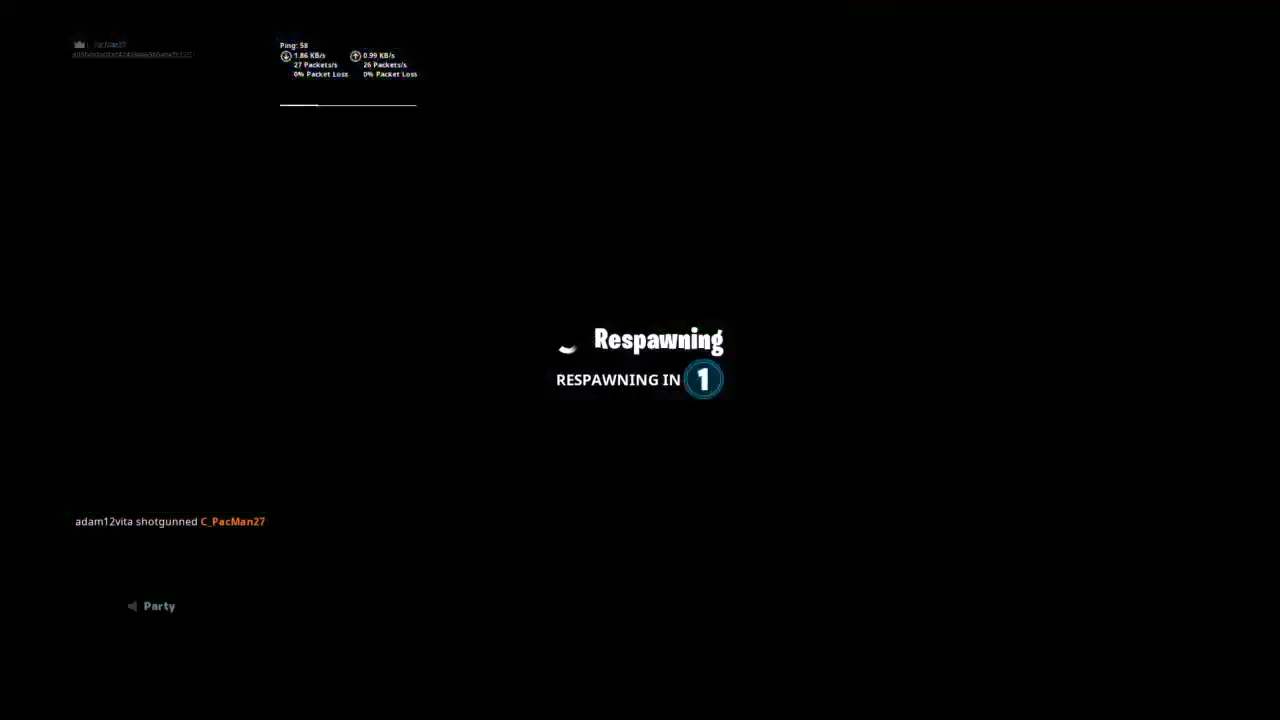 C_PacMan27
Ping: 58
1.86 KB/s 0.99 KB/s
27 Packets/s 26 Packets/s
0% Packet Loss 0% Packet Loss
Respawning
RESPAWNING IN 1
adam12vita shotgunned C_PacMan27
Party